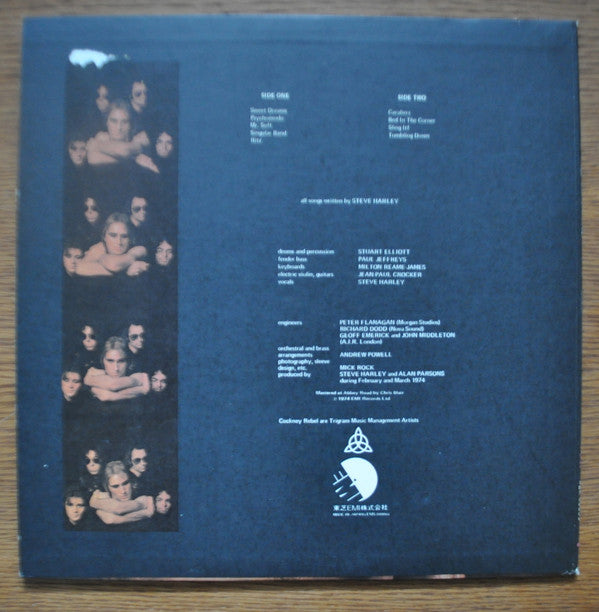 SIDE ONE
Sweet Dreams
Psychomodo
Mr. Soft
Singular Band
Ritz
SIDE TWO
Cavaliers
Bed In The Corner
Sling It!
Tumbling Down
all songs written by STEVE HARLEY
drums and percussion STUART ELLIOTT
fender bass PAUL JEFFREYS
keyboards MILTON REAME-JAMES
electric violin, guitars JEAN-PAUL CROCKER
vocals STEVE HARLEY
engineers PETER FLANAGAN (Morgan Studios)
RICHARD DODD (Nova Sound)
GEOFF EMERICK and JOHN MIDDLETON
(A.I.R. London)
orchestral and brass
arrangements ANDREW POWELL
photography, sleeve
design, etc. MICK ROCK
produced by STEVE HARLEY and ALAN PARSONS
during February and March 1974
Mastered at Abbey Road by Chris Blair
℗ 1974 EMI Records Ltd
Cockney Rebel are Trigram Music Management Artists
EMI
東芝EMI株式会社